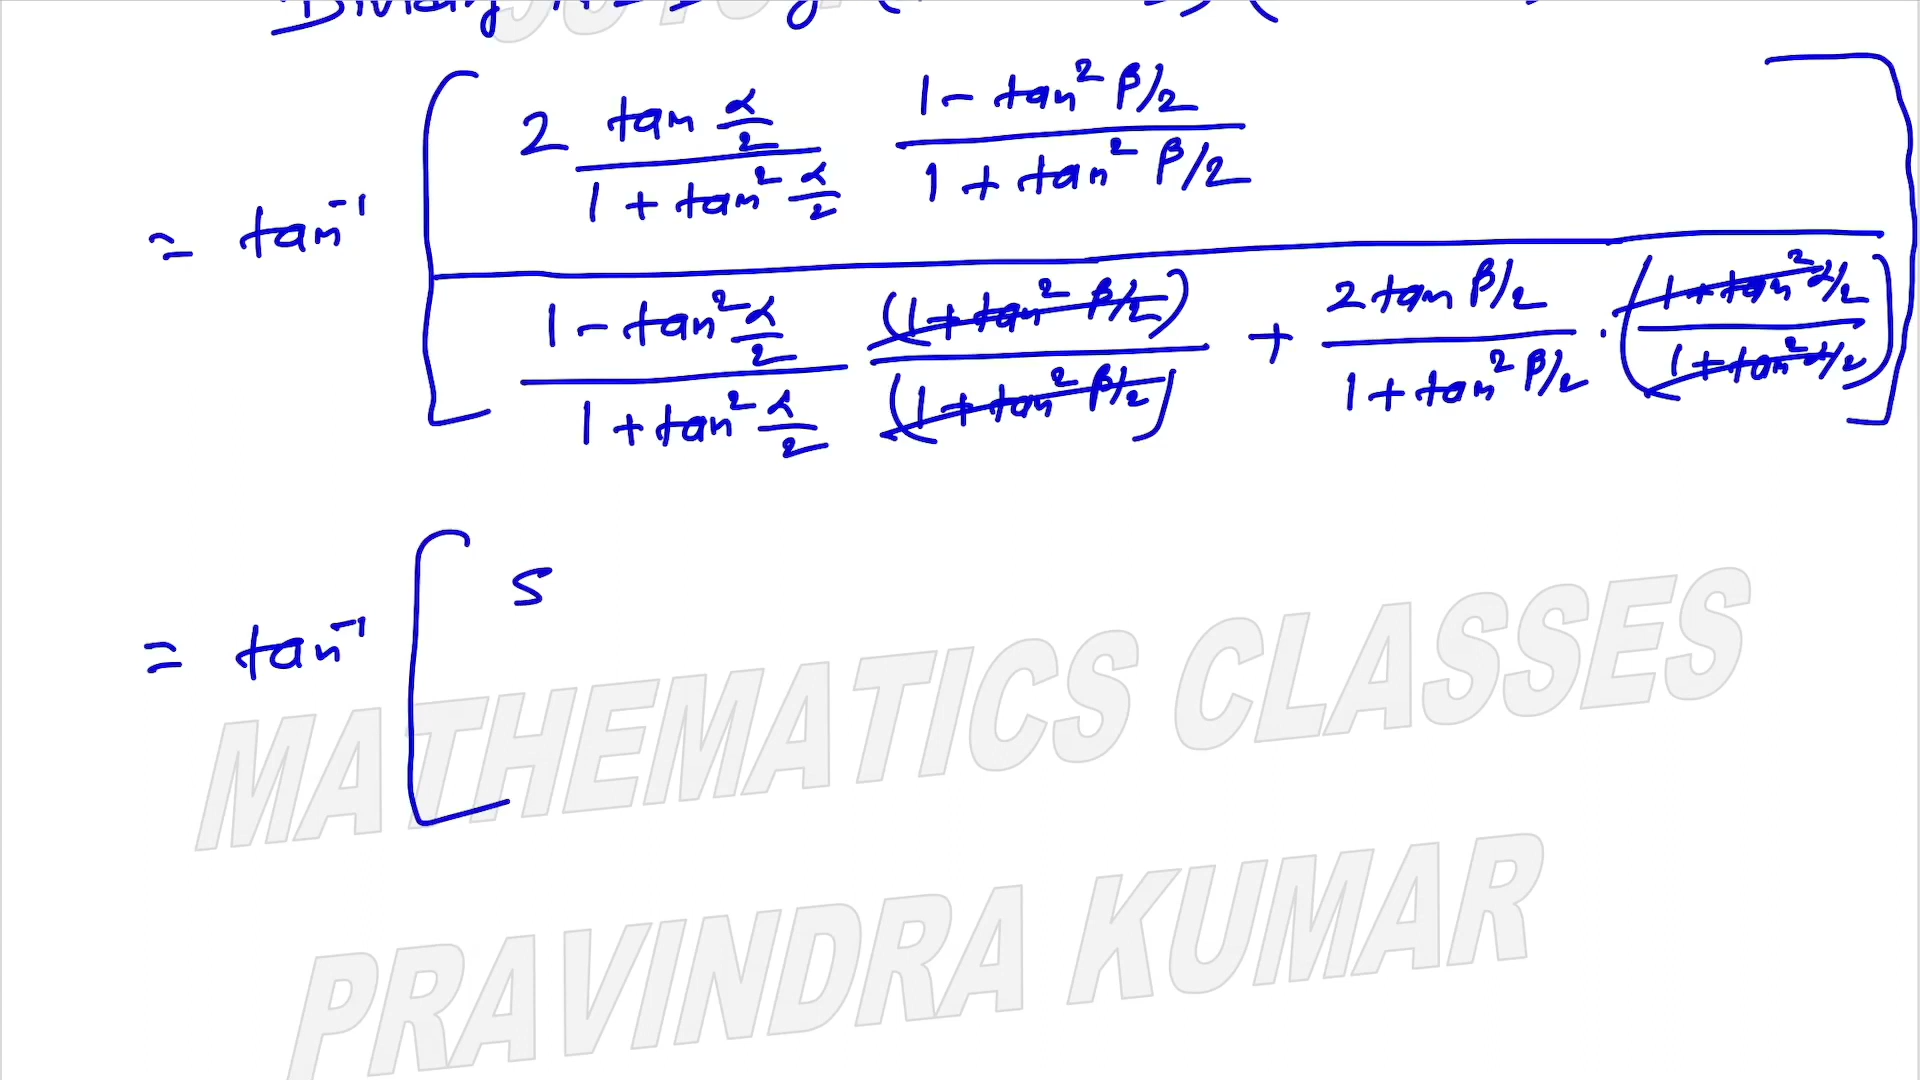 Dividing
= tan⁻¹ [ 2 (tan α/2)/(1 + tan² α/2) · (1 - tan² β/2)/(1 + tan² β/2)
(1 - tan² α/2)/(1 + tan² α/2) (1 + tan² β/2)/(1 + tan² β/2) + (2 tan β/2)/(1 + tan² β/2) · ((1 + tan² α/2)/(1 + tan² α/2)) ]
= tan⁻¹ [ S
MATHEMATICS CLASSES
PRAVINDRA KUMAR